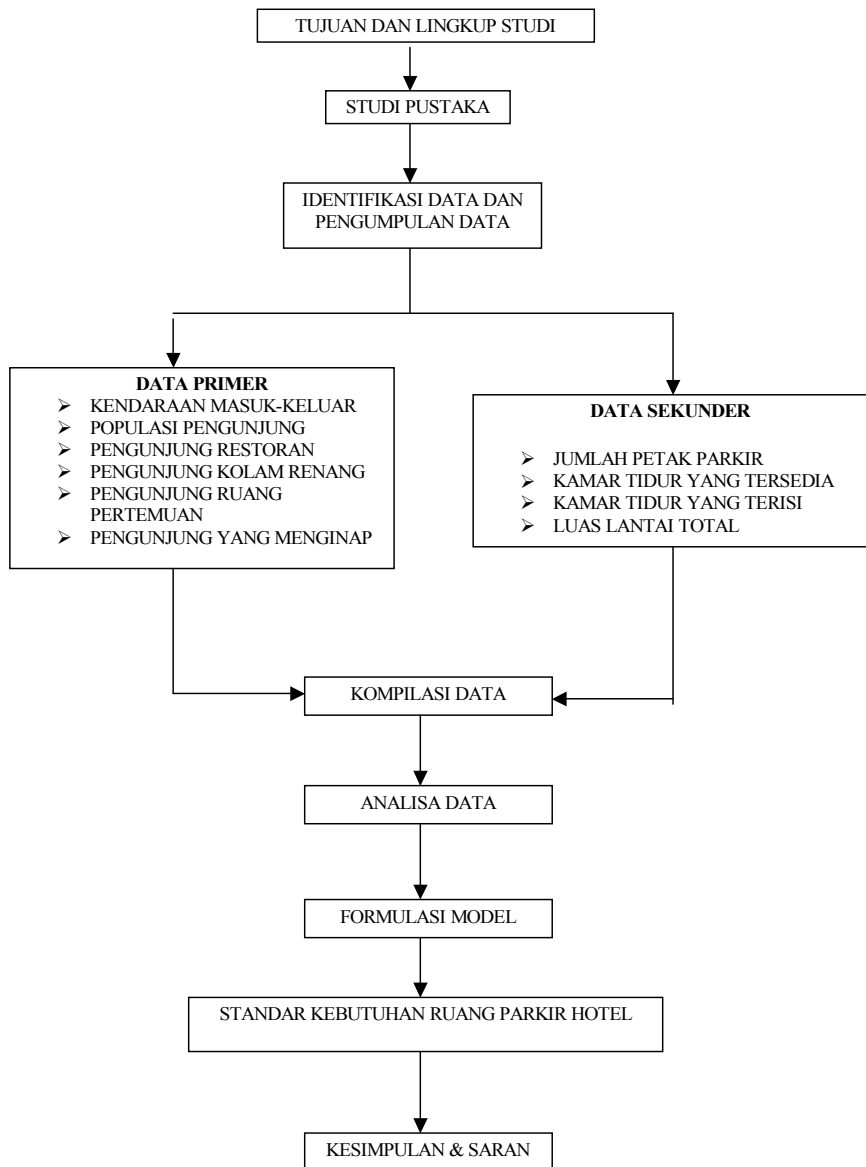 TUJUAN DAN LINGKUP STUDI
STUDI PUSTAKA
IDENTIFIKASI DATA DAN
PENGUMPULAN DATA
DATA PRIMER
➢ KENDARAAN MASUK-KELUAR
➢ POPULASI PENGUNJUNG
➢ PENGUNJUNG RESTORAN
➢ PENGUNJUNG KOLAM RENANG
➢ PENGUNJUNG RUANG
PERTEMUAN
➢ PENGUNJUNG YANG MENGINAP
DATA SEKUNDER
➢ JUMLAH PETAK PARKIR
➢ KAMAR TIDUR YANG TERSEDIA
➢ KAMAR TIDUR YANG TERISI
➢ LUAS LANTAI TOTAL
KOMPILASI DATA
ANALISA DATA
FORMULASI MODEL
STANDAR KEBUTUHAN RUANG PARKIR HOTEL
KESIMPULAN & SARAN